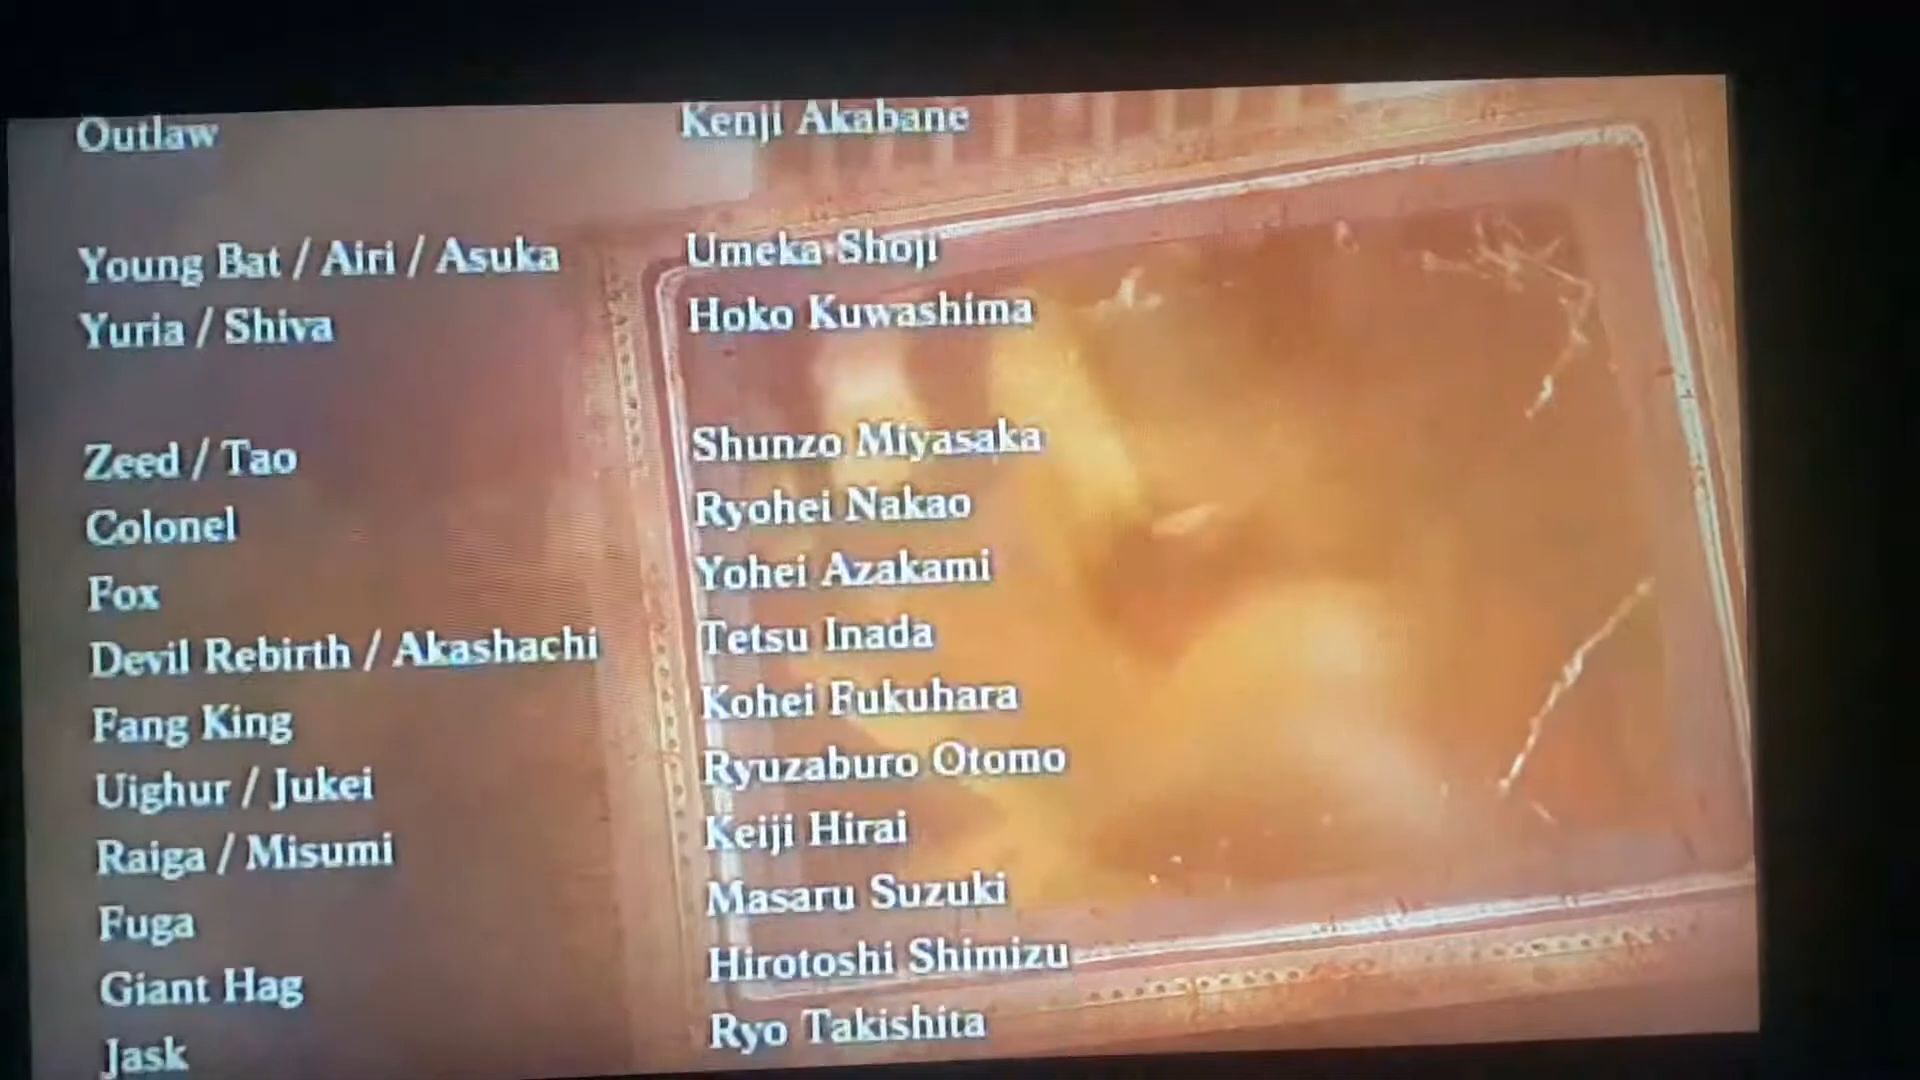 Outlaw Kenji Akabane
Young Bat / Airi / Asuka Umeka Shoji
Yuria / Shiva Hoko Kuwashima
Zeed / Tao Shunzo Miyasaka
Colonel Ryohei Nakao
Fox Yohei Azakami
Devil Rebirth / Akashachi Tetsu Inada
Fang King Kohei Fukuhara
Uighur / Jukei Ryuzaburo Otomo
Raiga / Misumi Keiji Hirai
Fuga Masaru Suzuki
Giant Hag Hirotoshi Shimizu
Jask Ryo Takishita